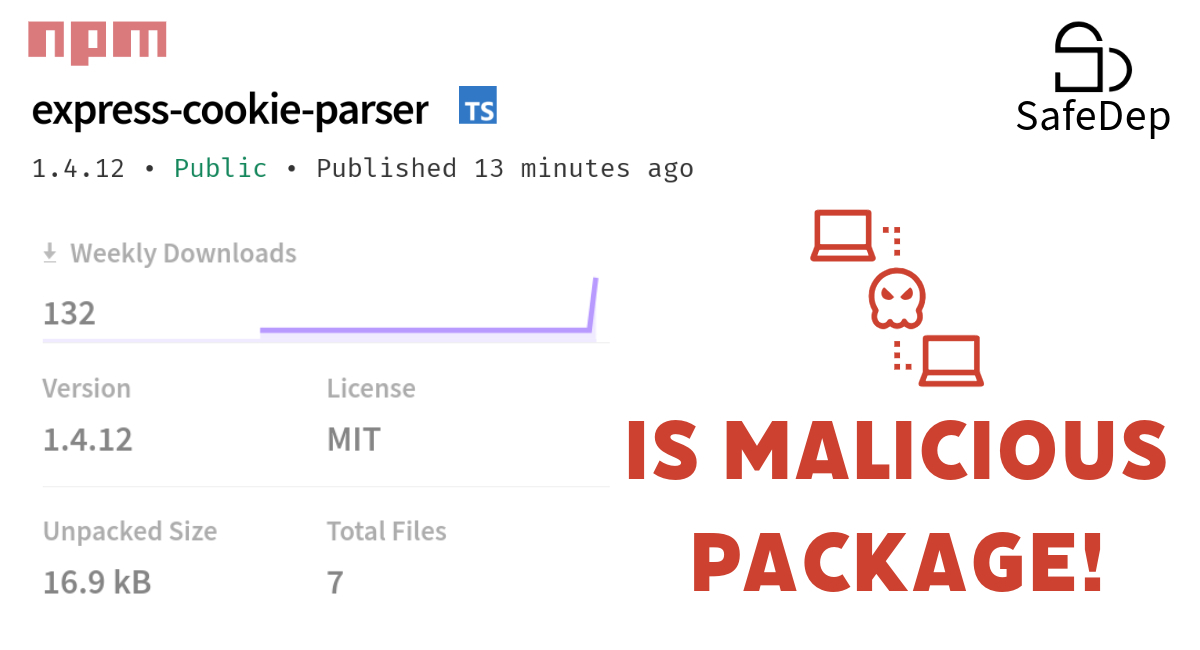 npm
SafeDep
express-cookie-parser TS
1.4.12 • Public • Published 13 minutes ago
Weekly Downloads
132
Version License
1.4.12 MIT
Unpacked Size Total Files
16.9 kB 7
IS MALICIOUS
PACKAGE!